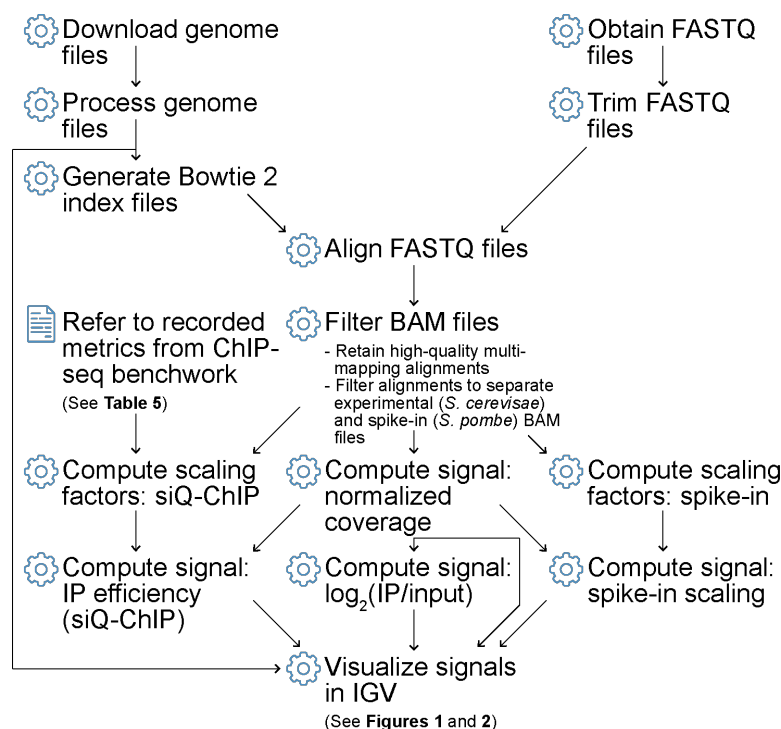 Download genome
files
Obtain FASTQ
files
Process genome
files
Trim FASTQ
files
Generate Bowtie 2
index files
Align FASTQ files
Refer to recorded
metrics from ChIP-
seq benchwork
(See Table 5)
Filter BAM files
- Retain high-quality multi-
mapping alignments
- Filter alignments to separate
experimental (S. cerevisae)
and spike-in (S. pombe) BAM
files
Compute scaling
factors: siQ-ChIP
Compute signal:
normalized
coverage
Compute scaling
factors: spike-in
Compute signal:
IP efficiency
(siQ-ChIP)
Compute signal:
log2(IP/input)
Compute signal:
spike-in scaling
Visualize signals
in IGV
(See Figures 1 and 2)